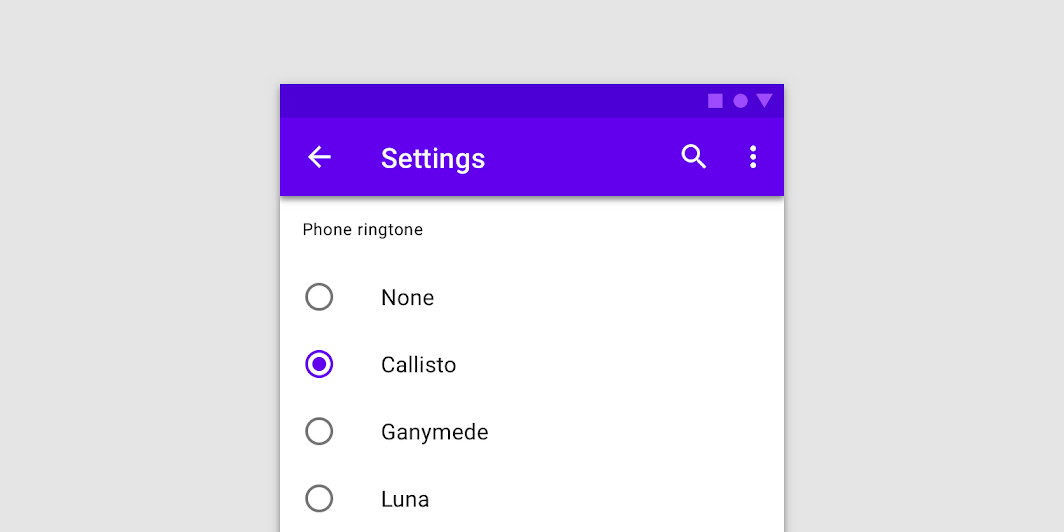 Settings
Phone ringtone
None
Callisto
Ganymede
Luna